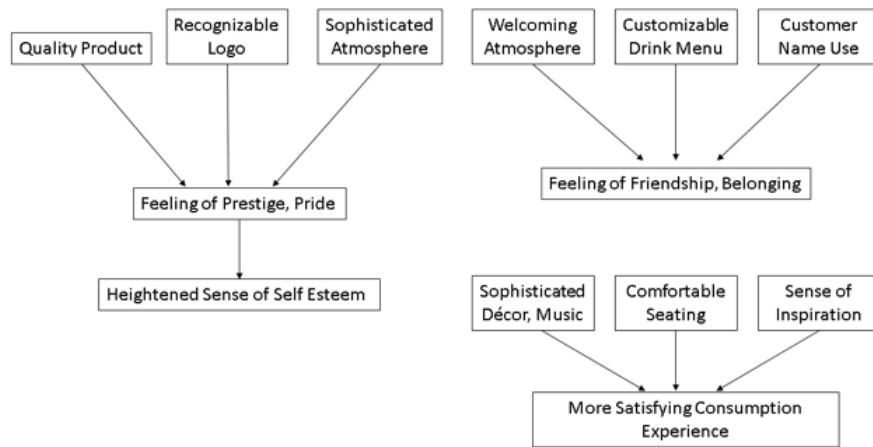 Quality Product
Recognizable
Logo
Sophisticated
Atmosphere
Feeling of Prestige, Pride
Heightened Sense of Self Esteem
Welcoming
Atmosphere
Customizable
Drink Menu
Customer
Name Use
Feeling of Friendship, Belonging
Sophisticated
Décor, Music
Comfortable
Seating
Sense of
Inspiration
More Satisfying Consumption
Experience